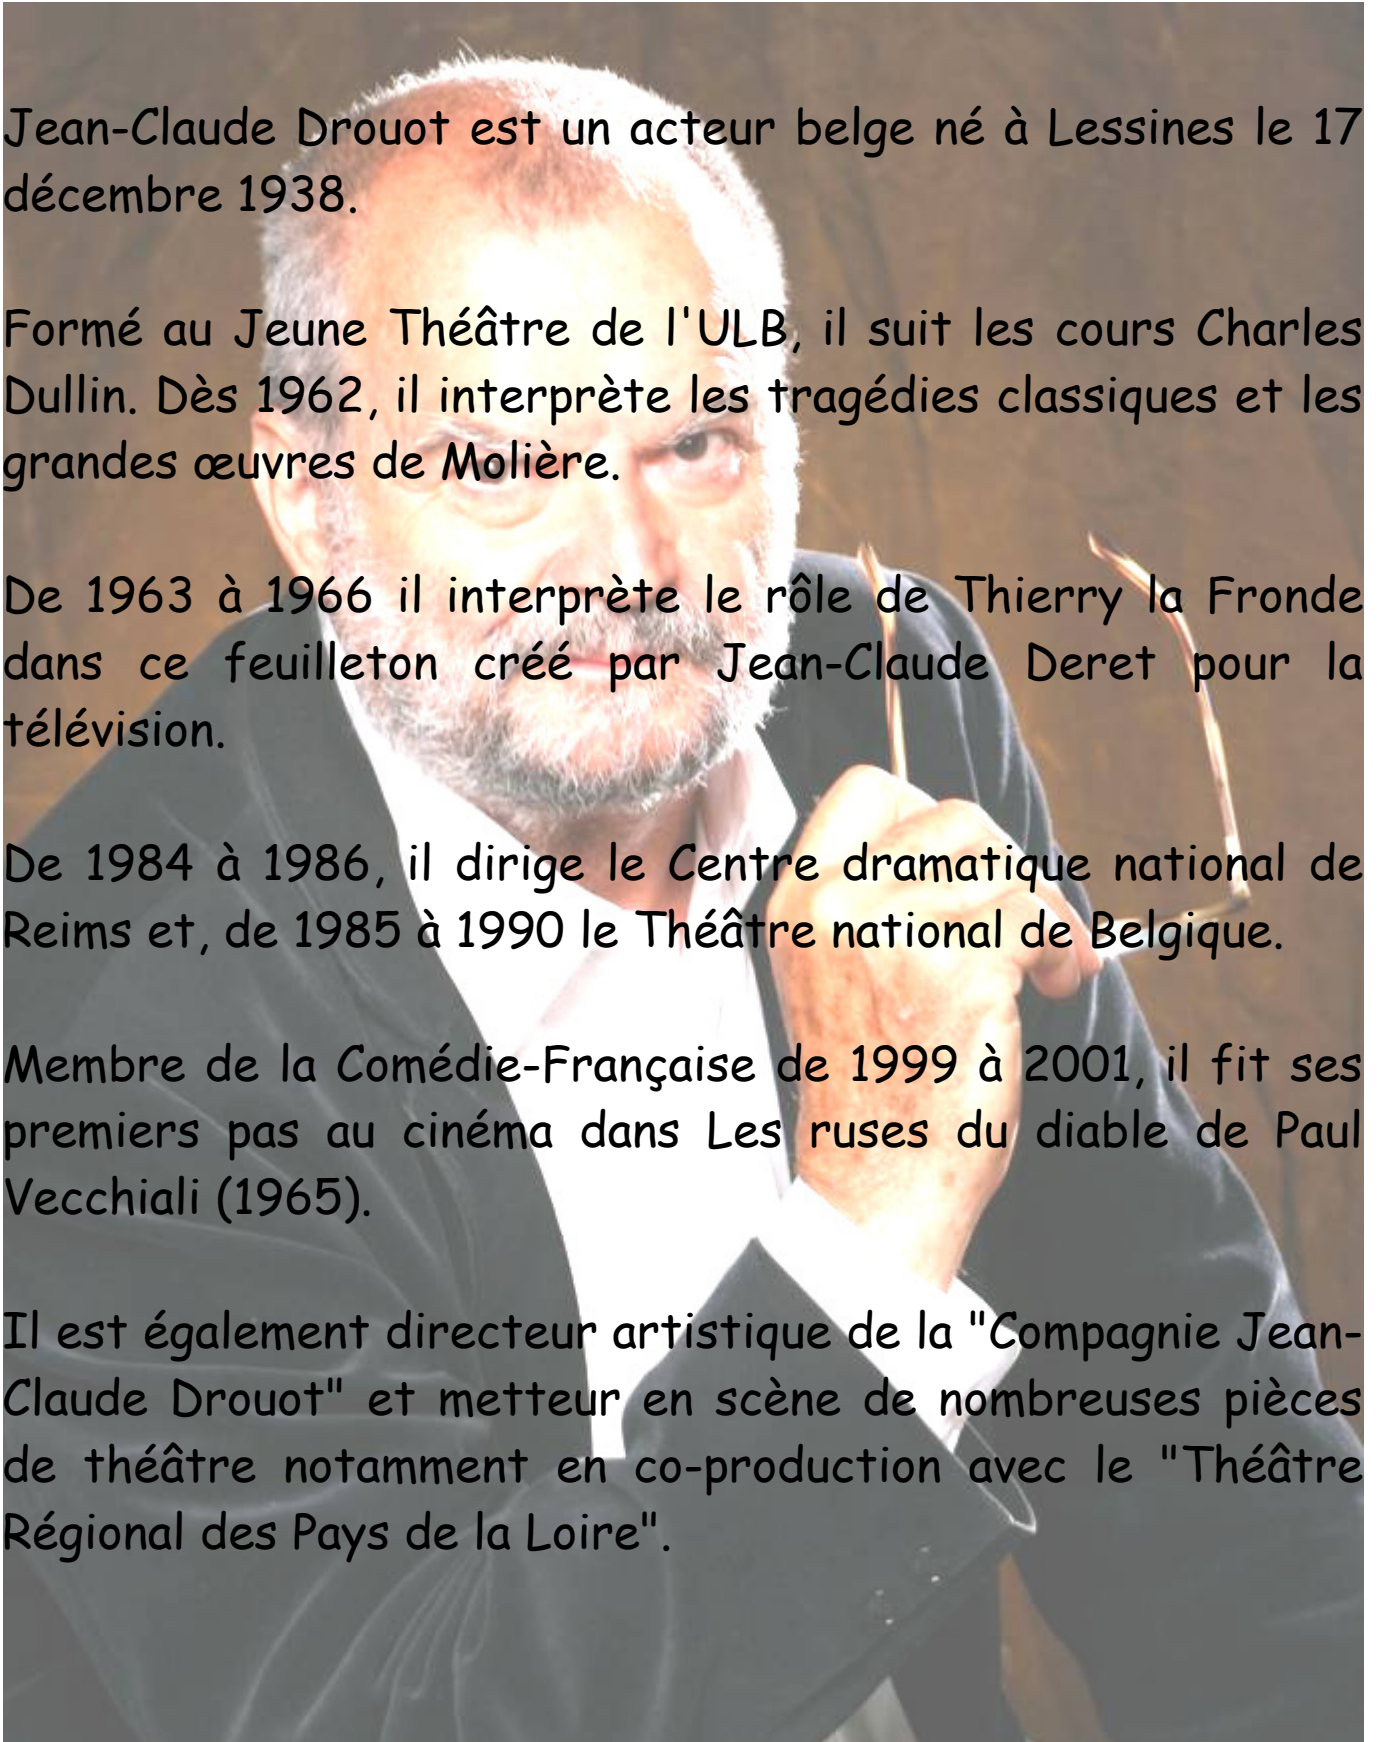 Jean-Claude Drouot est un acteur belge né à Lessines le 17
décembre 1938.
Formé au Jeune Théâtre de l'ULB, il suit les cours Charles
Dullin. Dès 1962, il interprète les tragédies classiques et les
grandes œuvres de Molière.
De 1963 à 1966 il interprète le rôle de Thierry la Fronde
dans ce feuilleton créé par Jean-Claude Deret pour la
télévision.
De 1984 à 1986, il dirige le Centre dramatique national de
Reims et, de 1985 à 1990 le Théâtre national de Belgique.
Membre de la Comédie-Française de 1999 à 2001, il fit ses
premiers pas au cinéma dans Les ruses du diable de Paul
Vecchiali (1965).
Il est également directeur artistique de la "Compagnie Jean-
Claude Drouot" et metteur en scène de nombreuses pièces
de théâtre notamment en co-production avec le "Théâtre
Régional des Pays de la Loire".